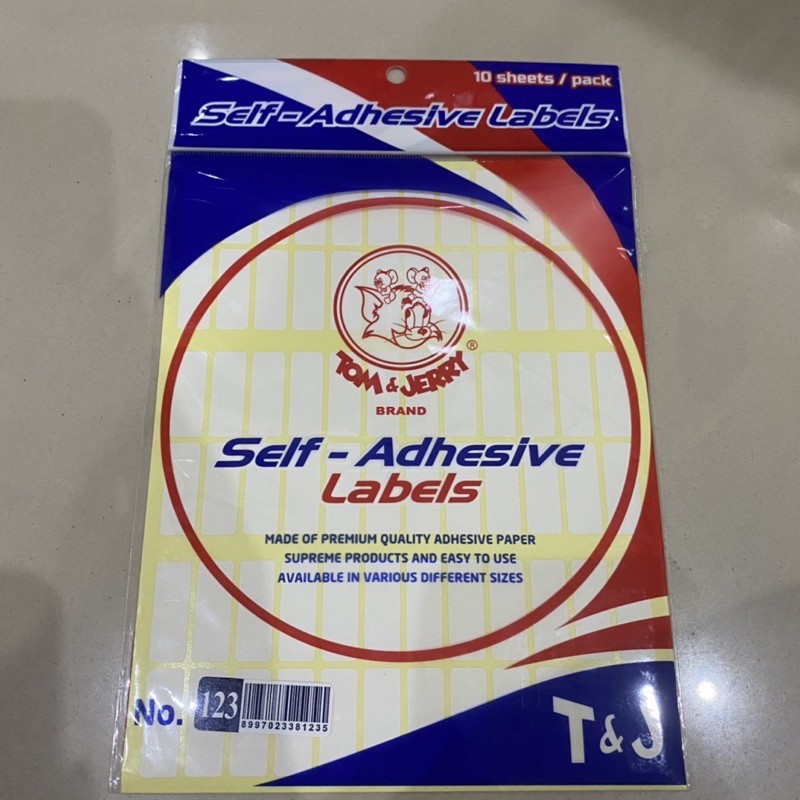 10 sheets / pack
Self-Adhesive Labels
TOM & JERRY ®
BRAND
Self - Adhesive
Labels
MADE OF PREMIUM QUALITY ADHESIVE PAPER
SUPREME PRODUCTS AND EASY TO USE
AVAILABLE IN VARIOUS DIFFERENT SIZES
No. 123
8997023381235
T & J